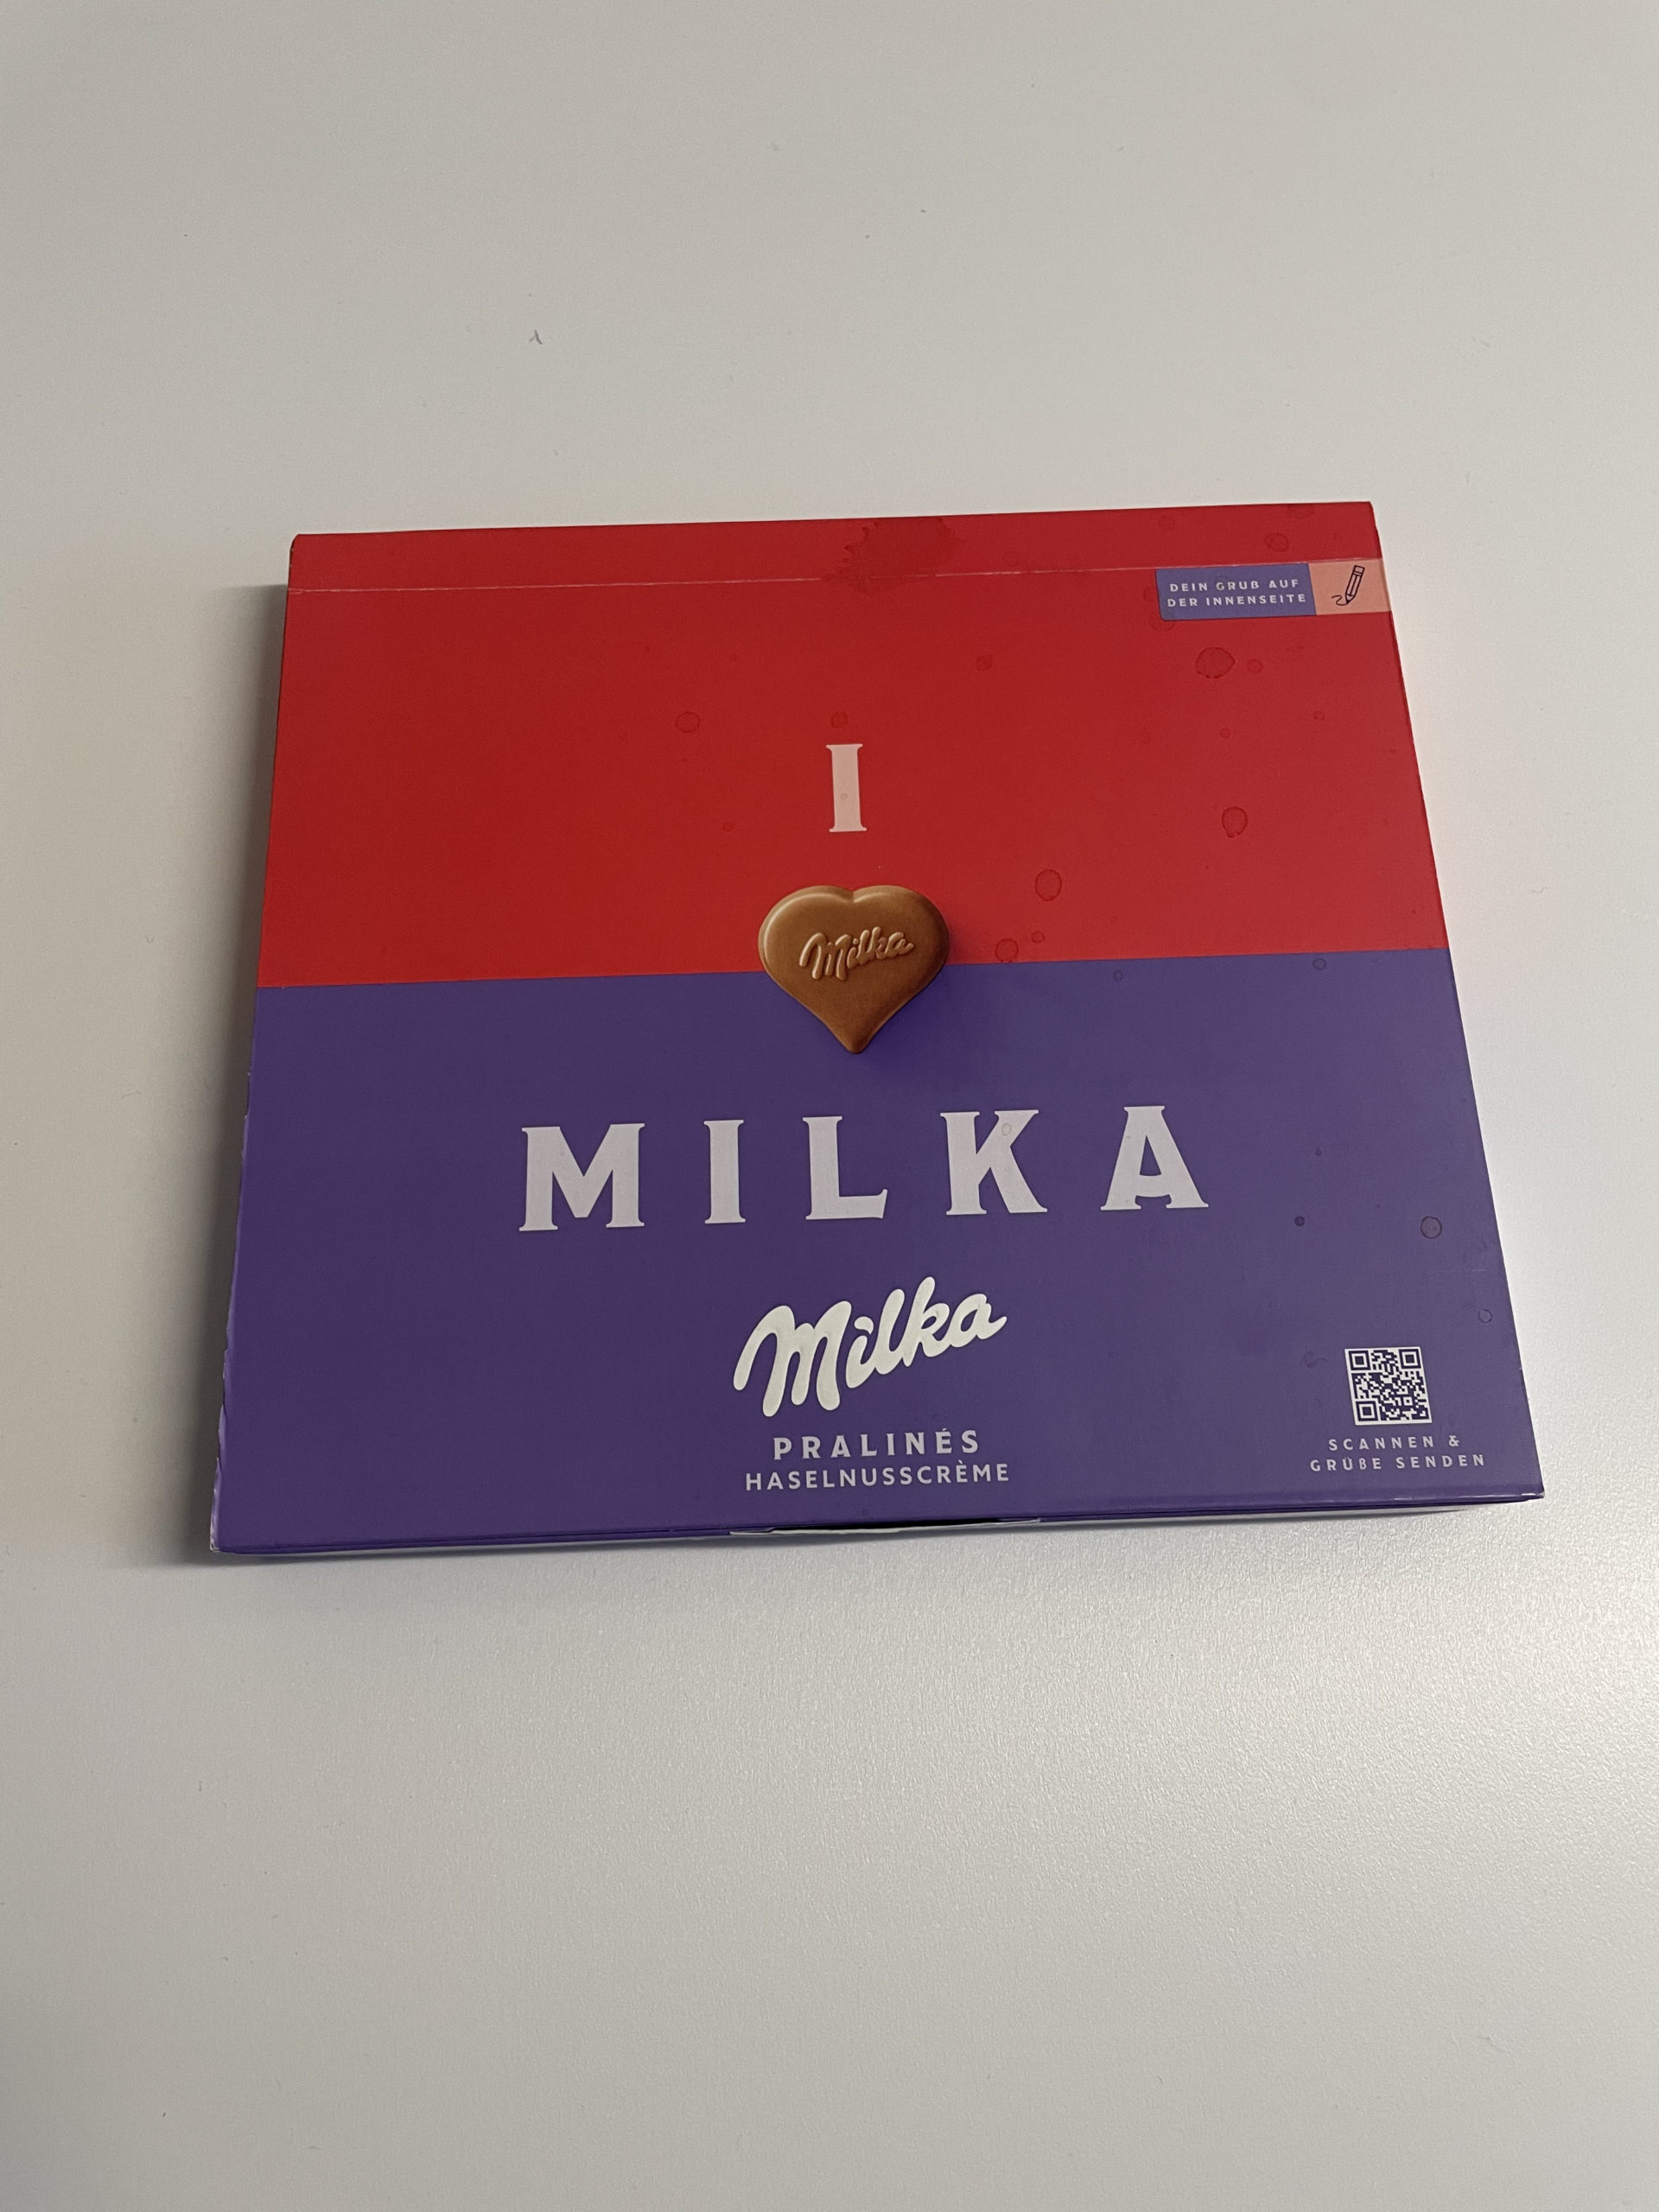 DEIN GRUß AUF
DER INNENSEITE
I
Milka
MILKA
Milka
PRALINÉS
HASELNUSSCRÈME
SCANNEN &
GRÜßE SENDEN